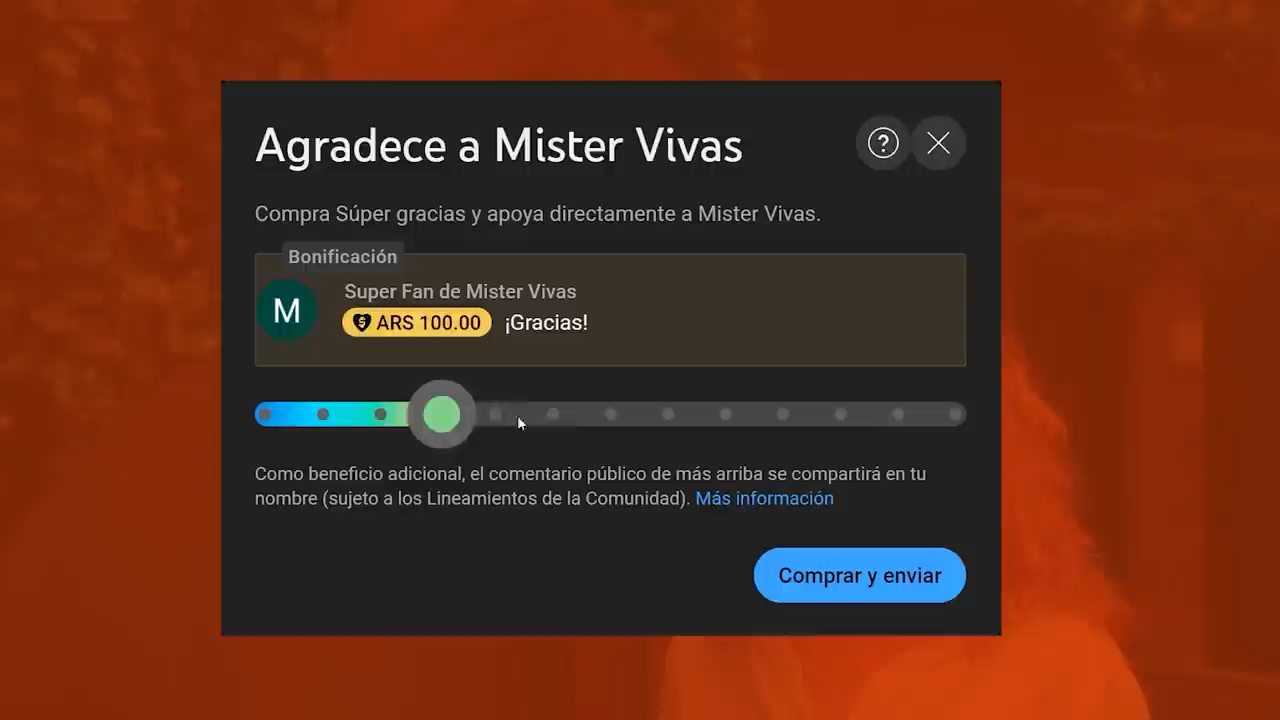 Agradece a Mister Vivas
Compra Súper gracias y apoya directamente a Mister Vivas.
Bonificación
M
Super Fan de Mister Vivas
ARS 100.00 ¡Gracias!
Como beneficio adicional, el comentario público de más arriba se compartirá en tu
nombre (sujeto a los Lineamientos de la Comunidad). Más información
Comprar y enviar